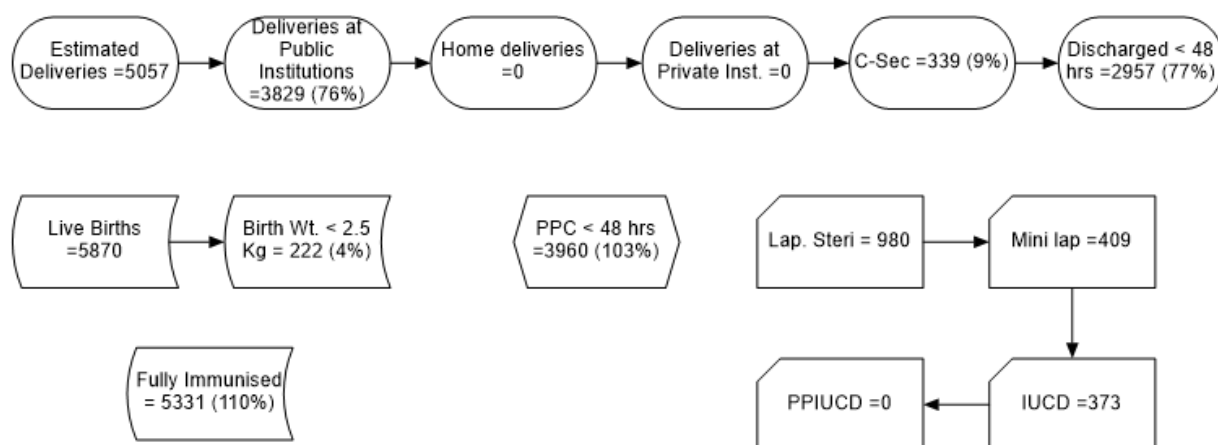 Estimated
Deliveries =5057
Deliveries at
Public
Institutions
=3829 (76%)
Home deliveries
=0
Deliveries at
Private Inst. =0
C-Sec =339 (9%)
Discharged < 48
hrs =2957 (77%)
Live Births
=5870
Birth Wt. < 2.5
Kg = 222 (4%)
PPC < 48 hrs
=3960 (103%)
Lap. Steri = 980
Mini lap =409
Fully Immunised
= 5331 (110%)
PPIUCD =0
IUCD =373